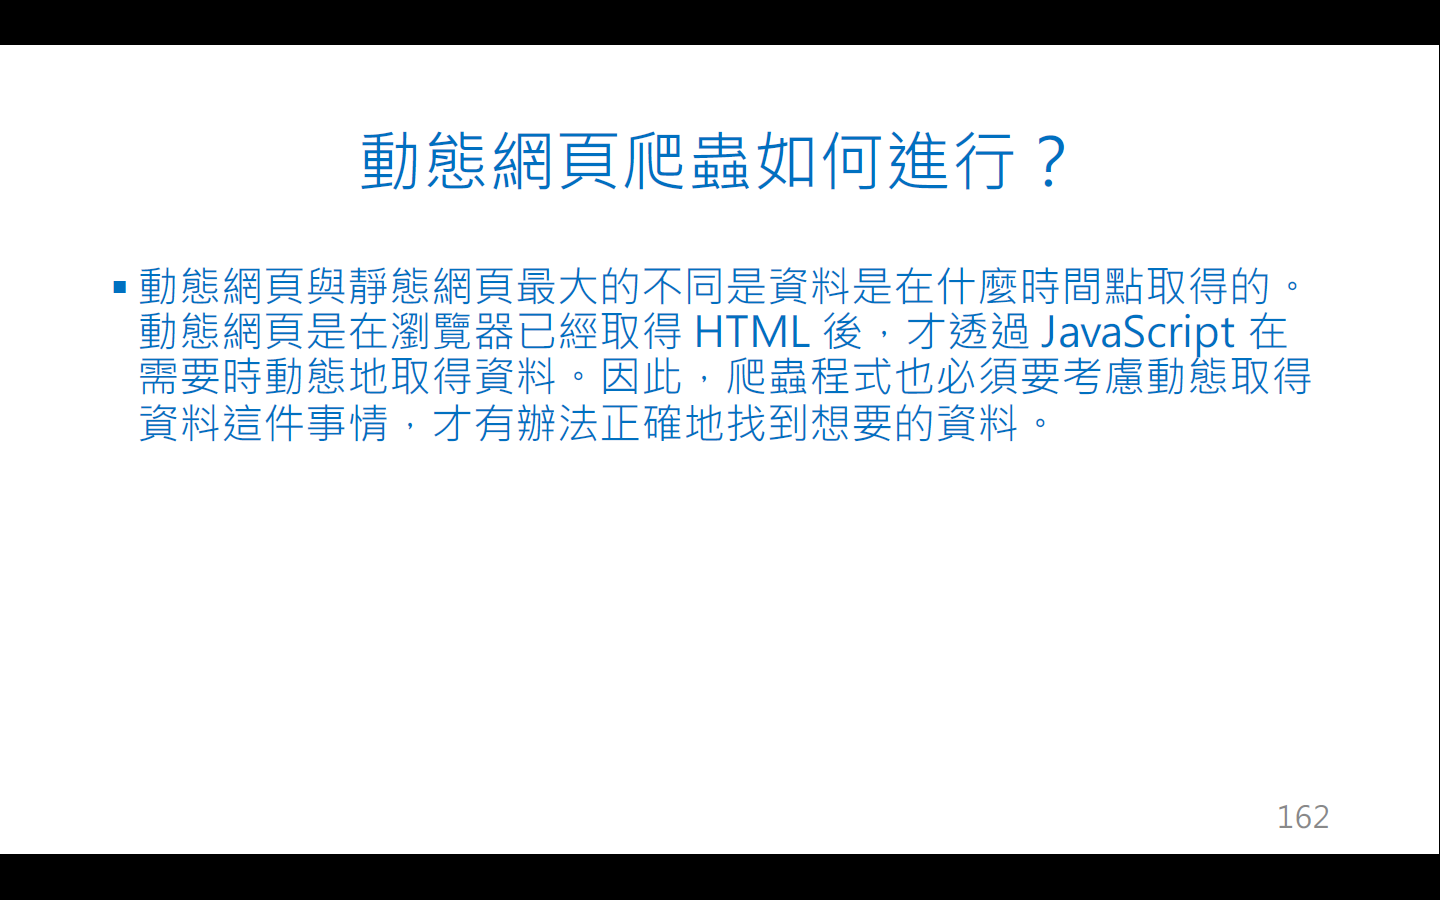 動態網頁爬蟲如何進行？
▪ 動態網頁與靜態網頁最大的不同是資料是在什麼時間點取得的。
動態網頁是在瀏覽器已經取得 HTML 後，才透過 JavaScript 在
需要時動態地取得資料。因此，爬蟲程式也必須要考慮動態取得
資料這件事情，才有辦法正確地找到想要的資料。
162